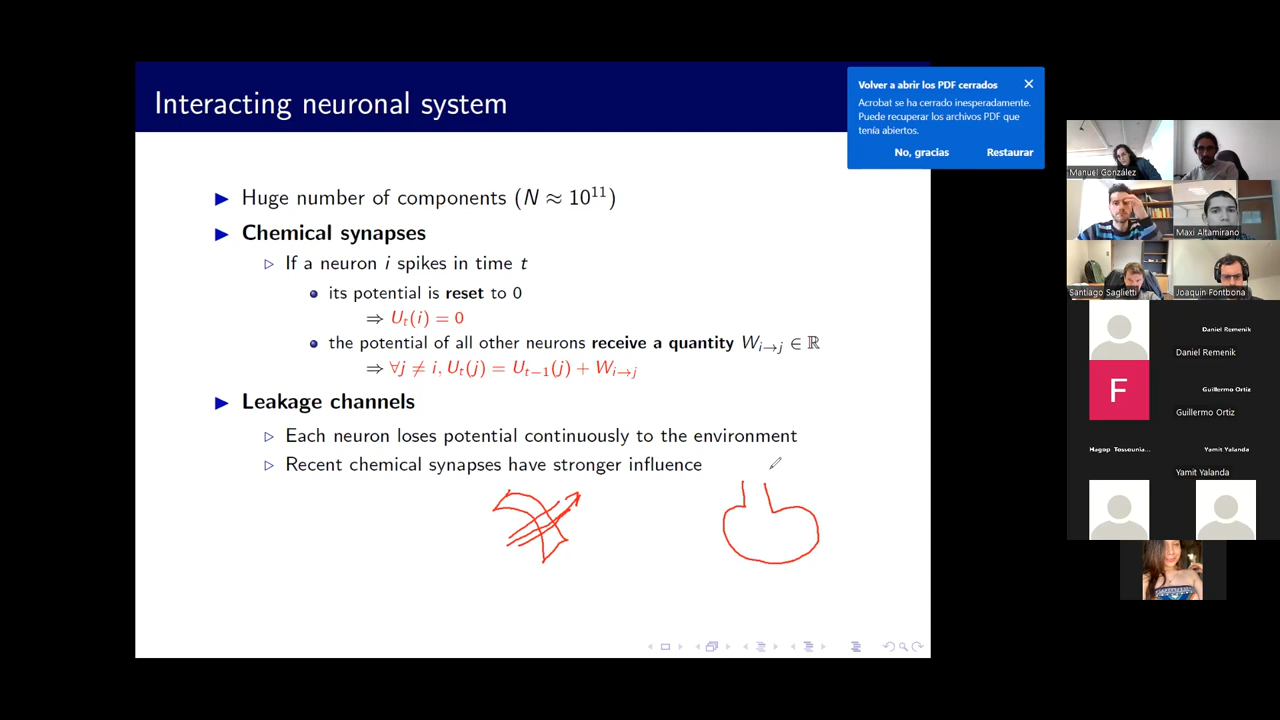 Interacting neuronal system
Huge number of components (N ≈ 10¹¹)
Chemical synapses
If a neuron i spikes in time t
its potential is reset to 0
⇒ Uₜ(i) = 0
the potential of all other neurons receive a quantity W_{i→j} ∈ ℝ
⇒ ∀j ≠ i, Uₜ(j) = Uₜ₋₁(j) + W_{i→j}
Leakage channels
Each neuron loses potential continuously to the environment
Recent chemical synapses have stronger influence
Volver a abrir los PDF cerrados
Acrobat se ha cerrado inesperadamente.
Puede recuperar los archivos PDF que
tenía abiertos.
No, gracias Restaurar
Manuel González
Maxi Altamirano
Santiago Saglietti Joaquin Fontbona
Daniel Remenik
Daniel Remenik
F
Guillermo Ortiz
Guillermo Ortiz
Hagop Tossounia... Yamit Yalanda
Yamit Yalanda